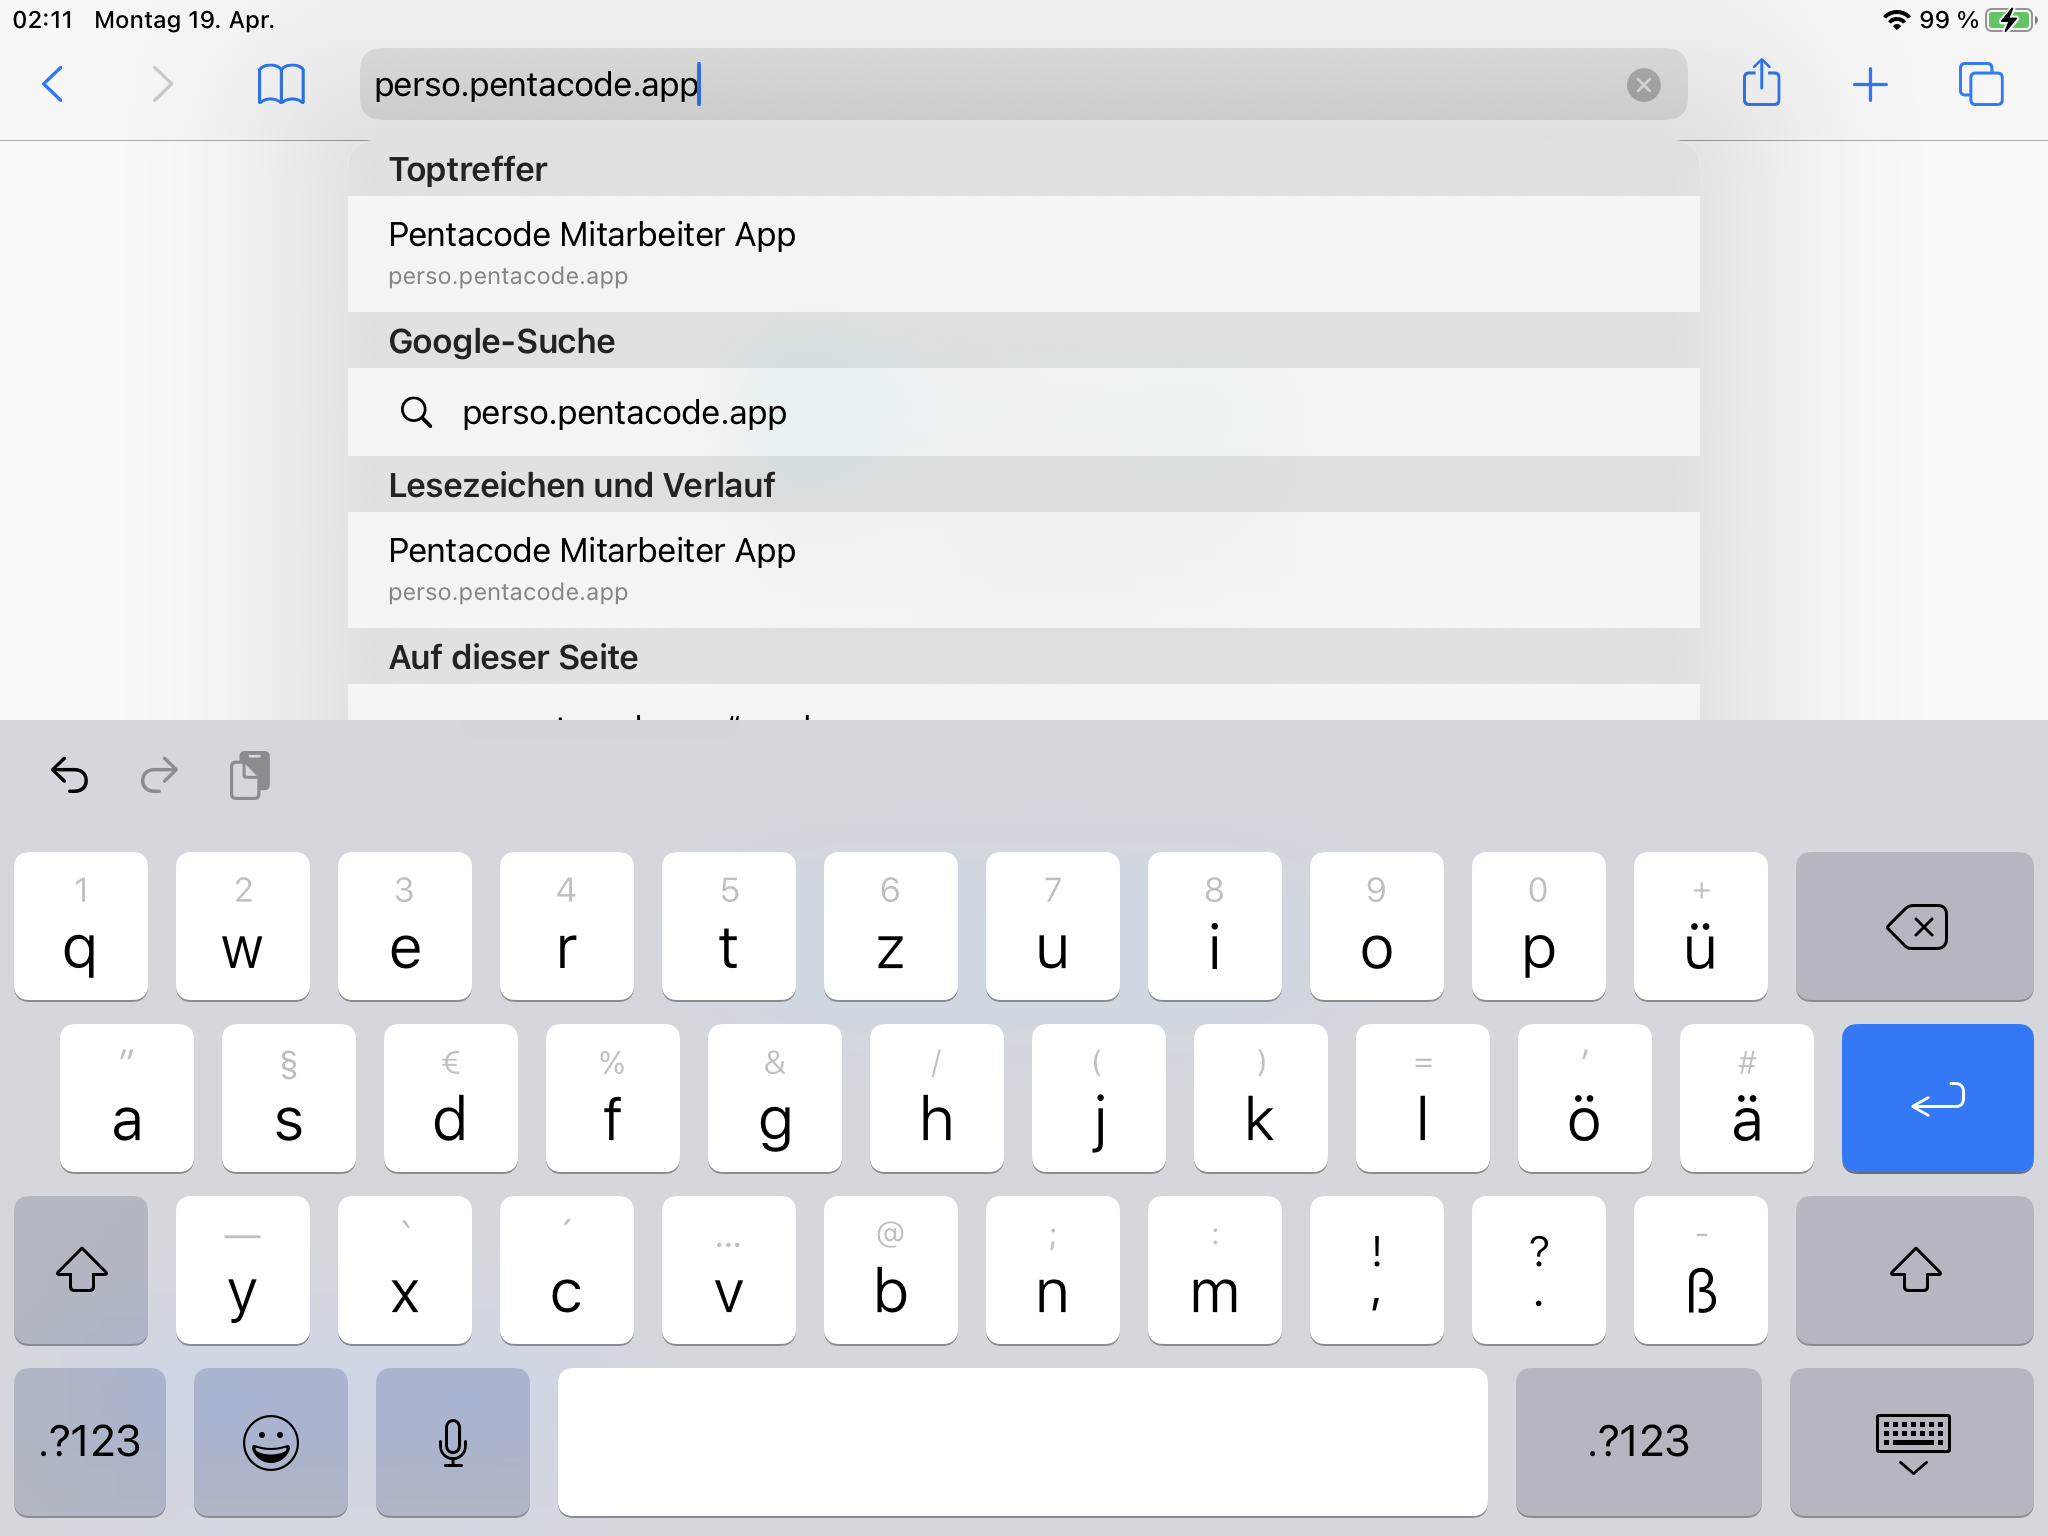 02:11 Montag 19. Apr. 99 %
perso.pentacode.app
Toptreffer
Pentacode Mitarbeiter App
perso.pentacode.app
Google-Suche
perso.pentacode.app
Lesezeichen und Verlauf
Pentacode Mitarbeiter App
perso.pentacode.app
Auf dieser Seite
1 2 3 4 5 6 7 8 9 0 +
q w e r t z u i o p ü
" § € % & / ( ) = ' #
a s d f g h j k l ö ä
— ` ´ … @ ; : ! ? -
y x c v b n m , . ß
.?123 .?123